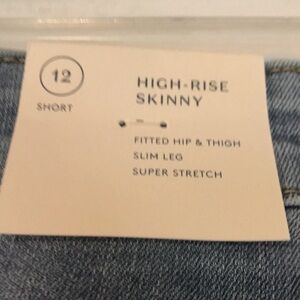 12
SHORT
HIGH-RISE
SKINNY
FITTED HIP & THIGH
SLIM LEG
SUPER STRETCH